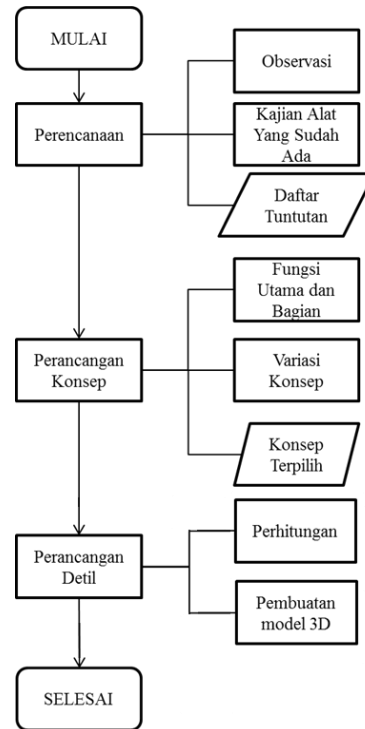 MULAI
Perencanaan
Observasi
Kajian Alat
Yang Sudah
Ada
Daftar
Tuntutan
Perancangan
Konsep
Fungsi
Utama dan
Bagian
Variasi
Konsep
Konsep
Terpilih
Perancangan
Detil
Perhitungan
Pembuatan
model 3D
SELESAI